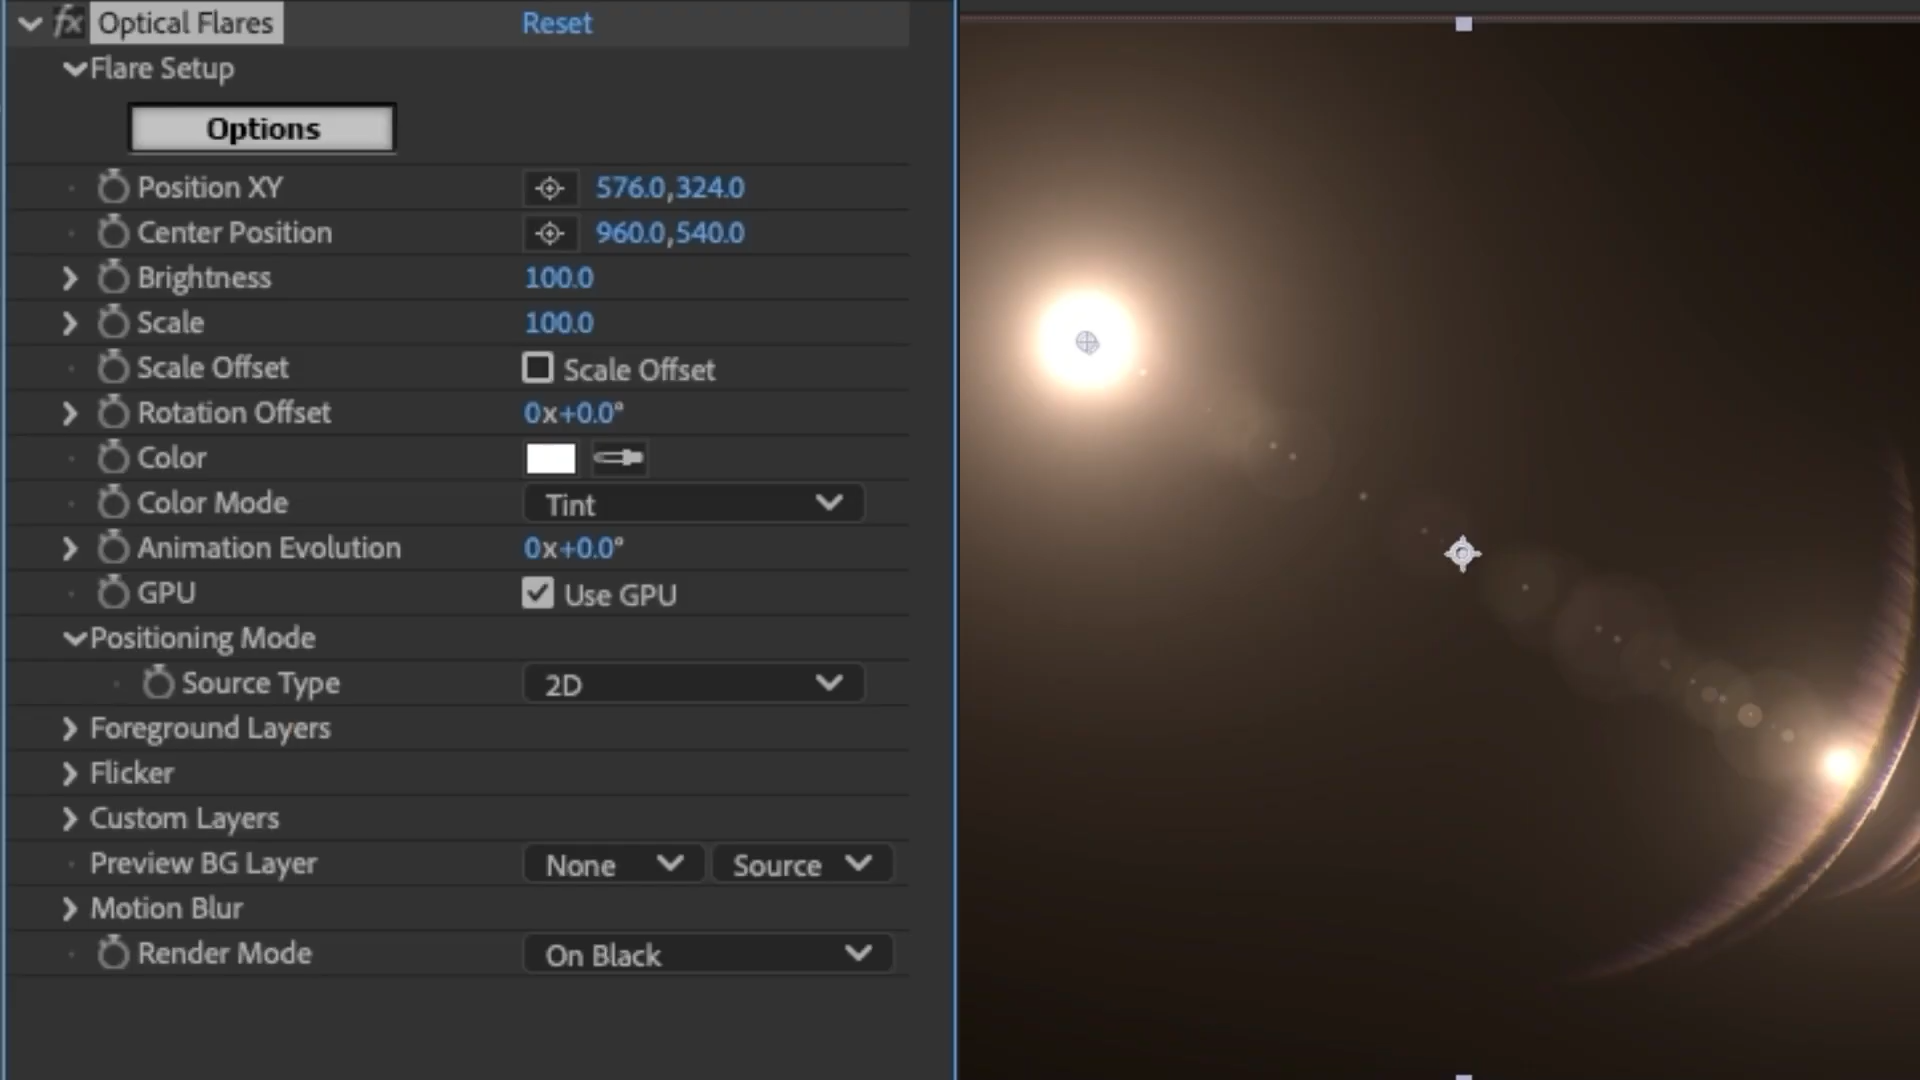 fx Optical Flares Reset
Flare Setup
Options
Position XY 576.0,324.0
Center Position 960.0,540.0
Brightness 100.0
Scale 100.0
Scale Offset Scale Offset
Rotation Offset 0x+0.0°
Color
Color Mode Tint
Animation Evolution 0x+0.0°
GPU Use GPU
Positioning Mode
Source Type 2D
Foreground Layers
Flicker
Custom Layers
Preview BG Layer None Source
Motion Blur
Render Mode On Black